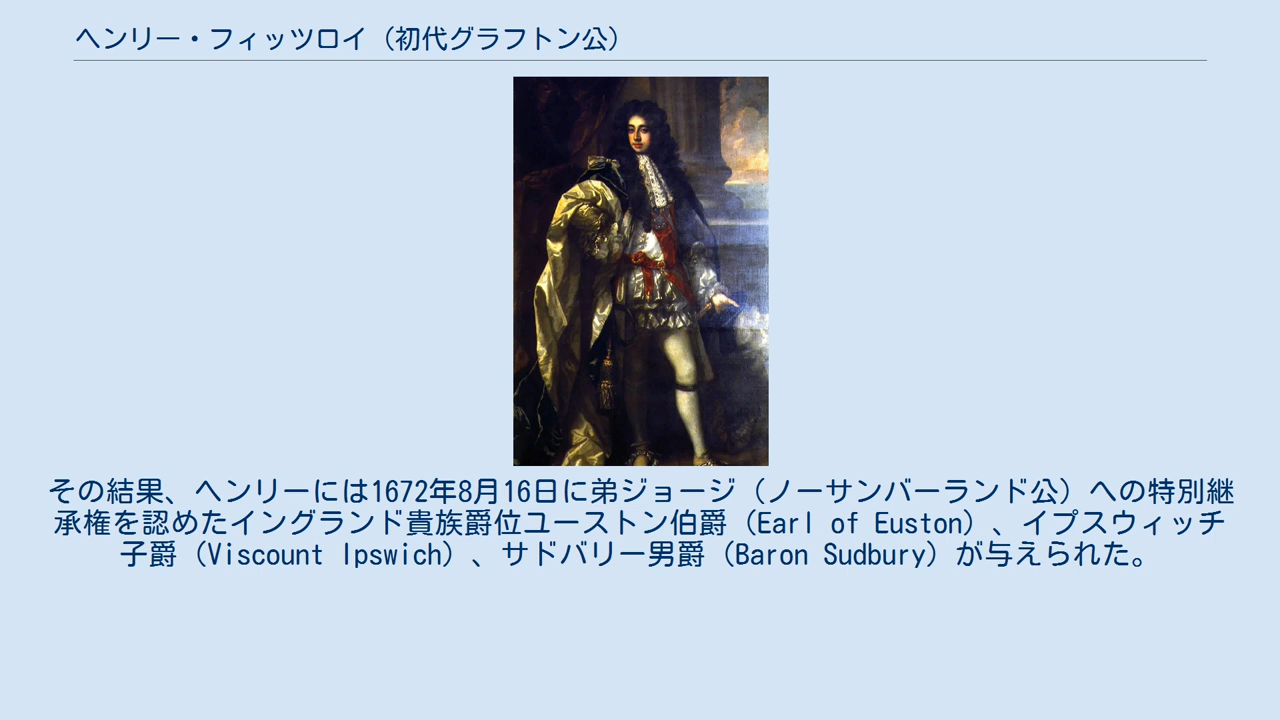 ヘンリー・フィッツロイ（初代グラフトン公）
その結果、ヘンリーには1672年8月16日に弟ジョージ（ノーサンバーランド公）への特別継
承権を認めたイングランド貴族爵位ユーストン伯爵（Earl of Euston）、イプスウィッチ
子爵（Viscount Ipswich）、サドバリー男爵（Baron Sudbury）が与えられた。